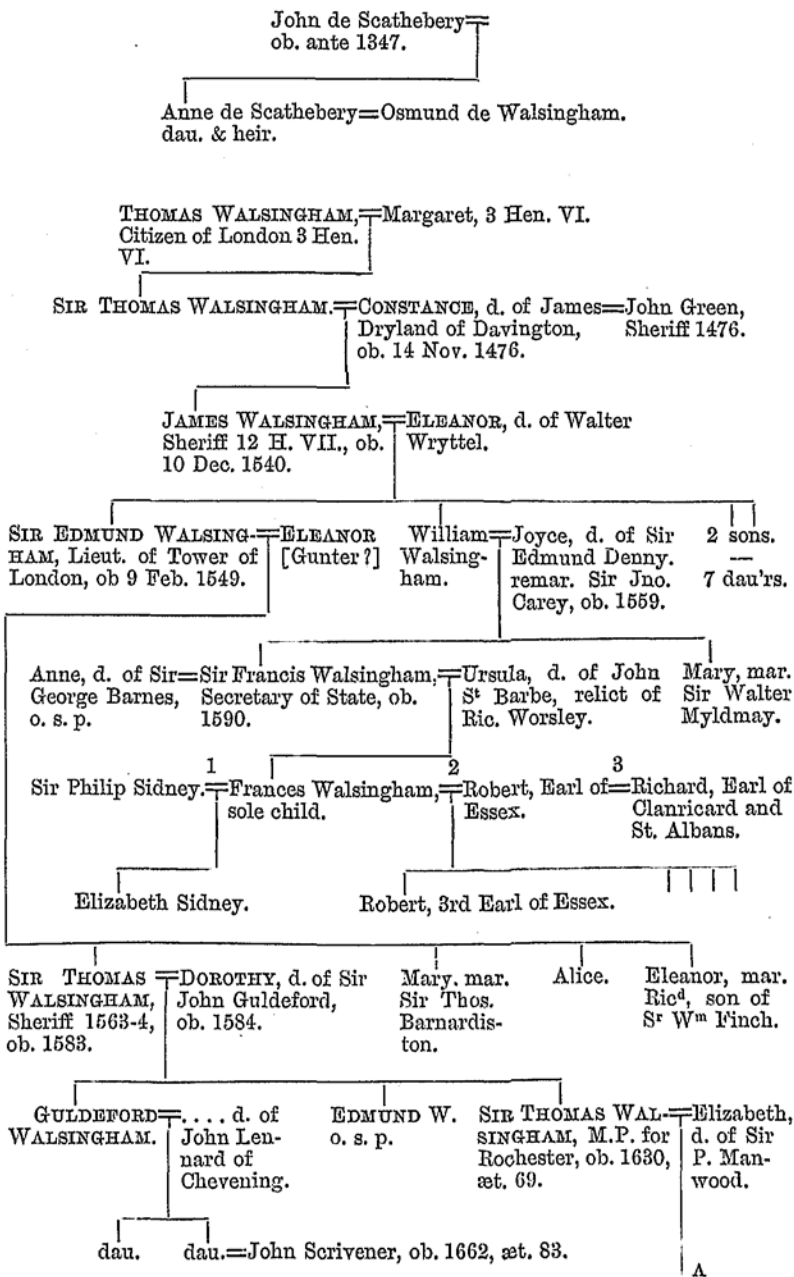 John de Scathebery
ob. ante 1347.
Anne de Scathebery=Osmund de Walsingham.
dau. & heir.
THOMAS WALSINGHAM,=Margaret, 3 Hen. VI.
Citizen of London 3 Hen.
VI.
SIR THOMAS WALSINGHAM.=CONSTANCE, d. of James=John Green,
Dryland of Davington, Sheriff 1476.
ob. 14 Nov. 1476.
JAMES WALSINGHAM,=ELEANOR, d. of Walter
Sheriff 12 H. VII., ob. Wryttel.
10 Dec. 1540.
SIR EDMUND WALSING-=ELEANOR William=Joyce, d. of Sir 2 sons.
HAM, Lieut. of Tower of [Gunter?] Walsing- Edmund Denny. —
London, ob 9 Feb. 1549. ham. remar. Sir Jno. 7 dau'rs.
Carey, ob. 1559.
Anne, d. of Sir=Sir Francis Walsingham,=Ursula, d. of John Mary, mar.
George Barnes, Secretary of State, ob. St Barbe, relict of Sir Walter
o. s. p. 1590. Ric. Worsley. Myldmay.
1 2 3
Sir Philip Sidney.=Frances Walsingham,=Robert, Earl of=Richard, Earl of
sole child. Essex. Clanricard and
St. Albans.
Elizabeth Sidney. Robert, 3rd Earl of Essex.
SIR THOMAS =DOROTHY, d. of Sir Mary. mar. Alice. Eleanor, mar.
WALSINGHAM, John Guldeford, Sir Thos. Ricd, son of
Sheriff 1563-4, ob. 1584. Barnardis- Sr Wm Finch.
ob. 1583. ton.
GULDEFORD=.... d. of EDMUND W. SIR THOMAS WAL-=Elizabeth,
WALSINGHAM. John Len- o. s. p. SINGHAM, M.P. for d. of Sir
nard of Rochester, ob. 1630, P. Man-
Chevening. æt. 69. wood.
dau. dau.=John Scrivener, ob. 1662, æt. 83.
A